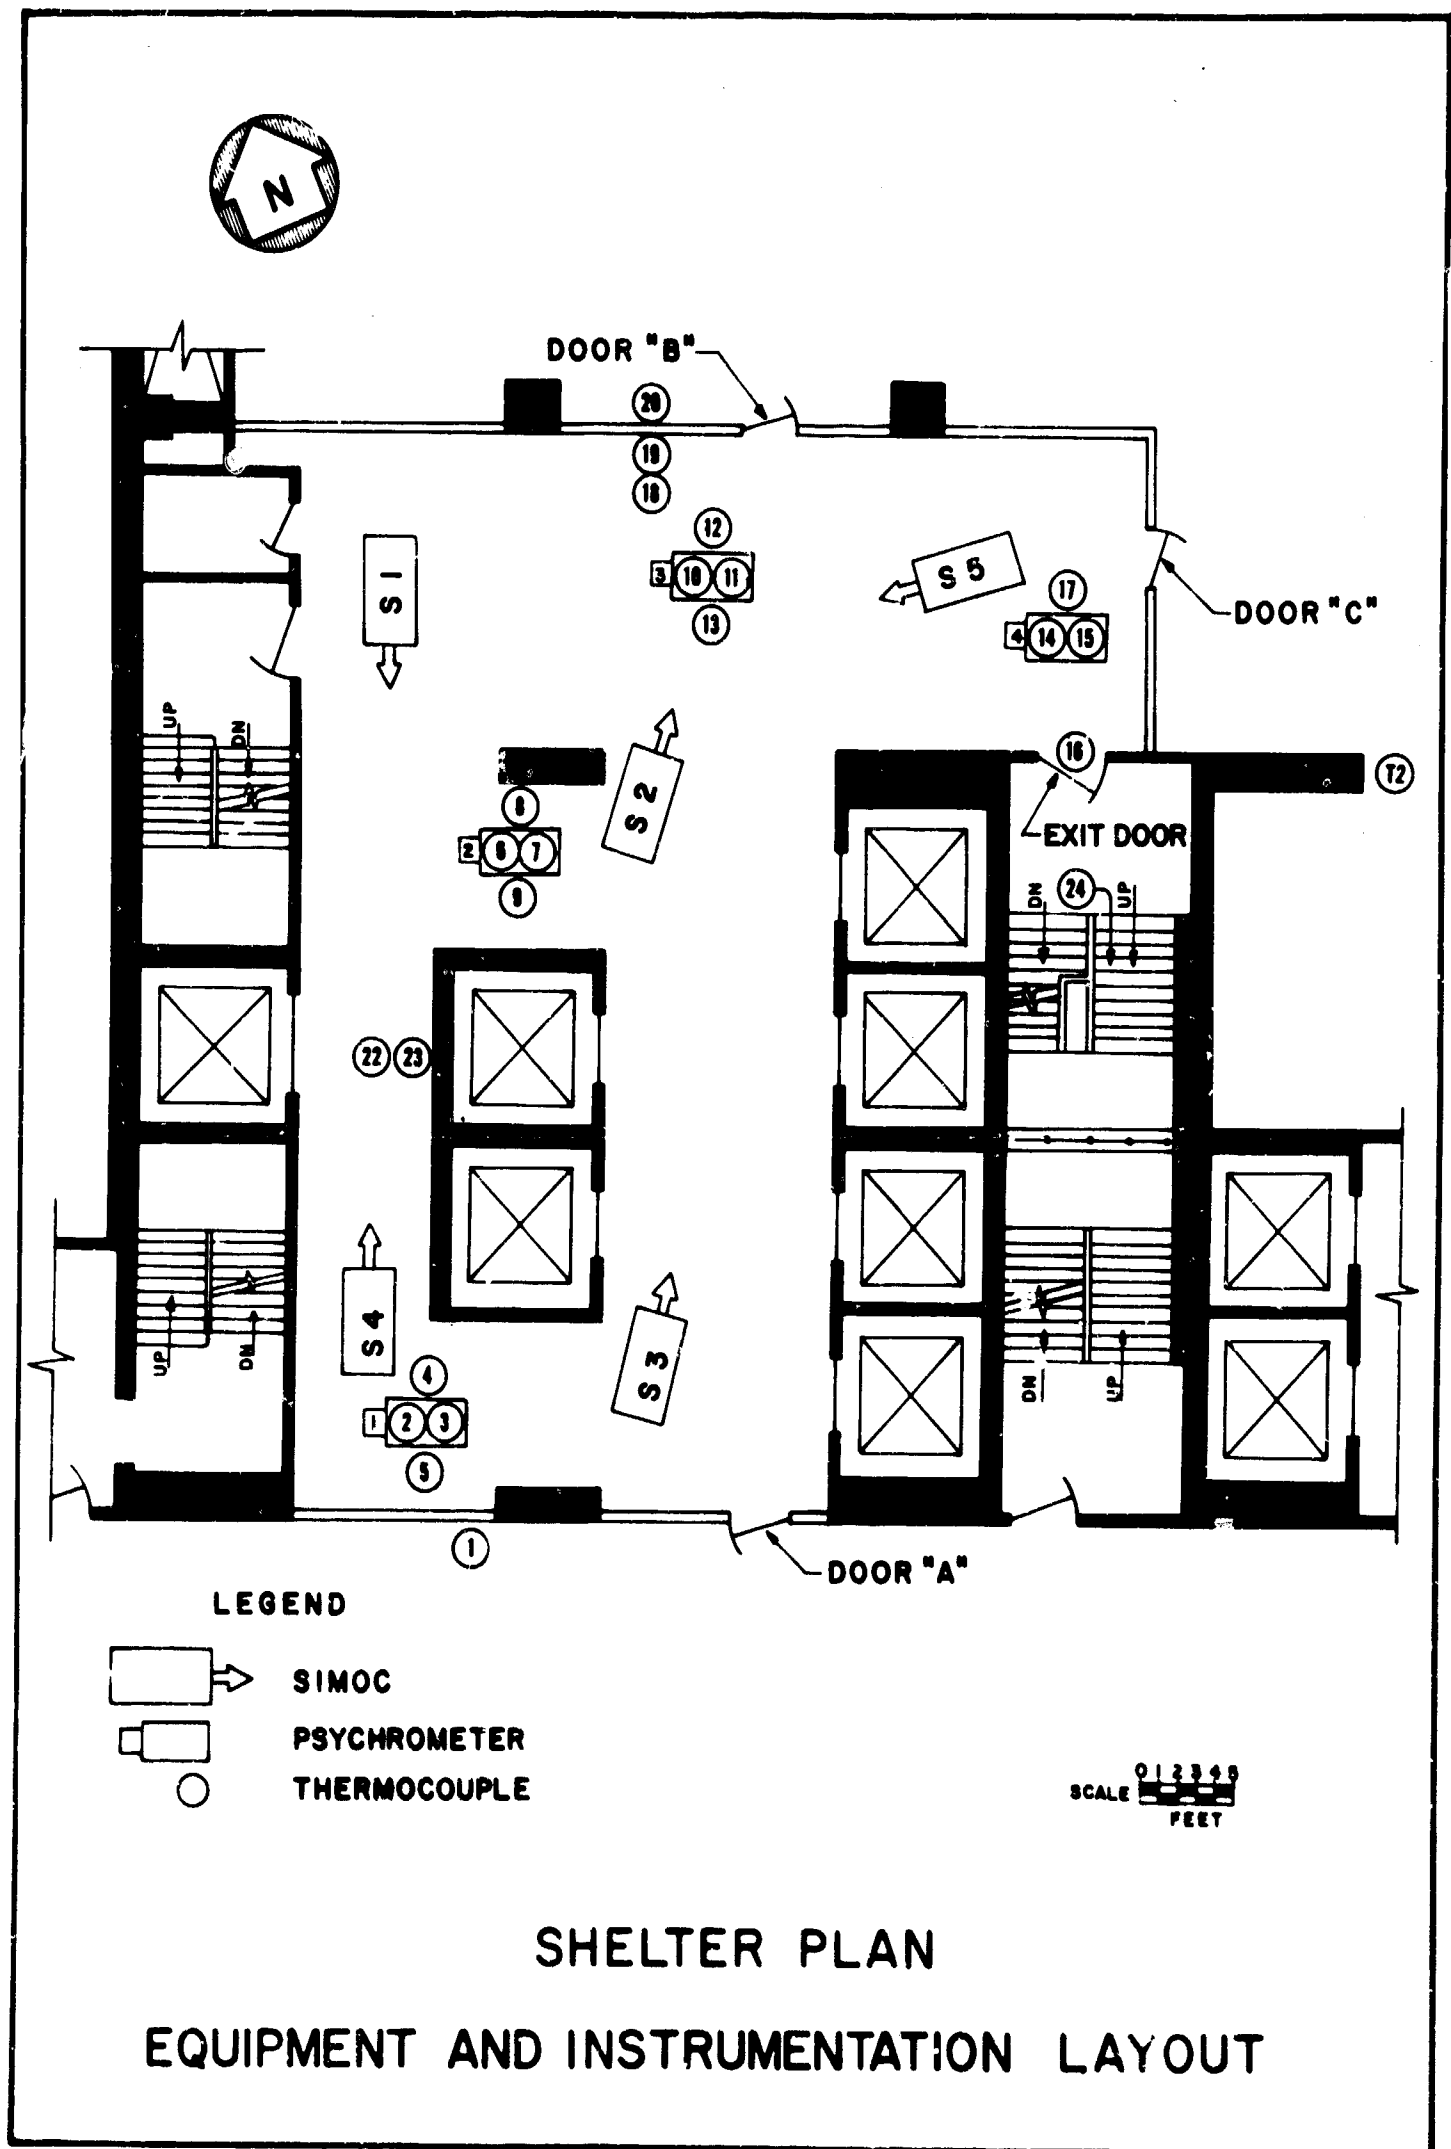 N
DOOR "B"
20
19
18
12
3
10
11
13
S 1
S 5
17
4
14
15
DOOR "C"
UP
DN
S 2
16
T2
8
2
6
7
9
EXIT DOOR
DN
24
UP
22
23
S 4
S 3
UP
DN
4
1
2
3
5
DN
UP
1
DOOR "A"
LEGEND
SIMOC
PSYCHROMETER
THERMOCOUPLE
0 1 2 3 4 5
SCALE
FEET
SHELTER PLAN
EQUIPMENT AND INSTRUMENTATION LAYOUT